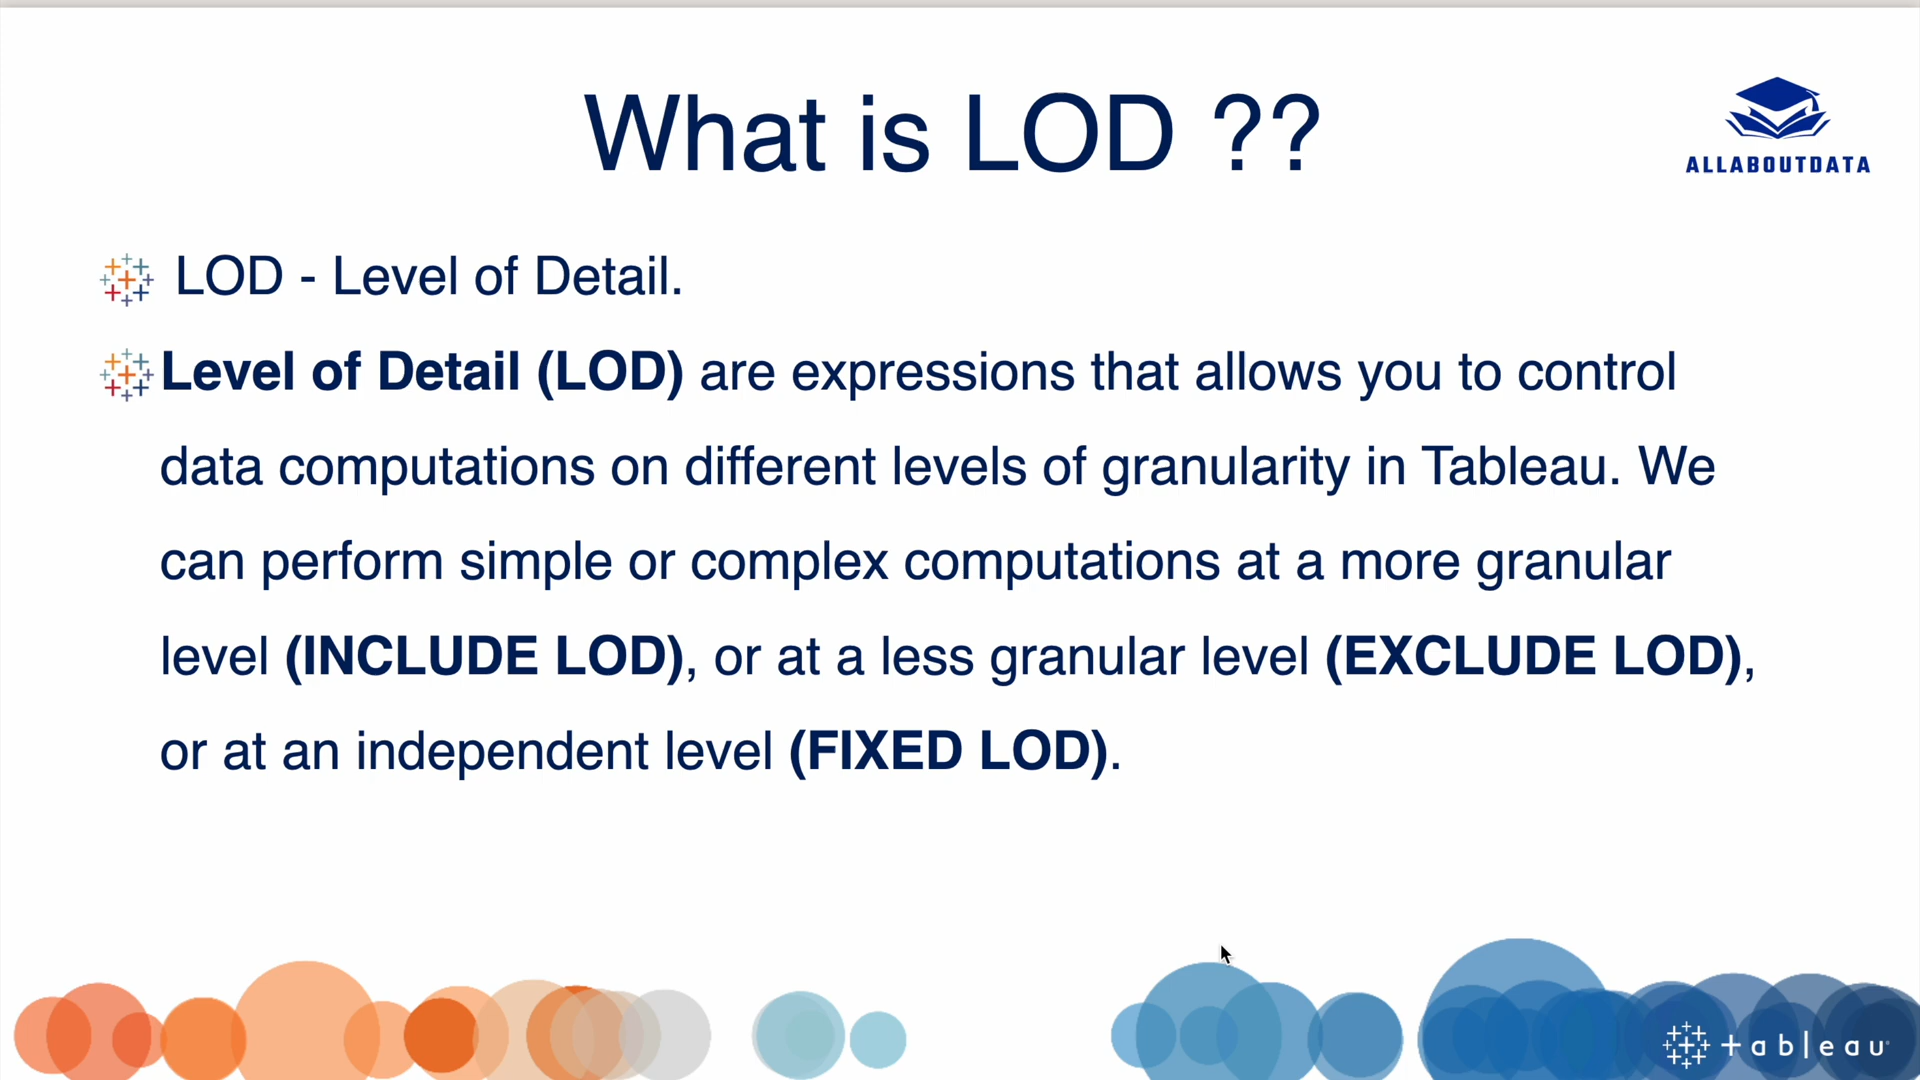 What is LOD ??
ALLABOUTDATA
LOD - Level of Detail.
Level of Detail (LOD) are expressions that allows you to control
data computations on different levels of granularity in Tableau. We
can perform simple or complex computations at a more granular
level (INCLUDE LOD), or at a less granular level (EXCLUDE LOD),
or at an independent level (FIXED LOD).
+ableau